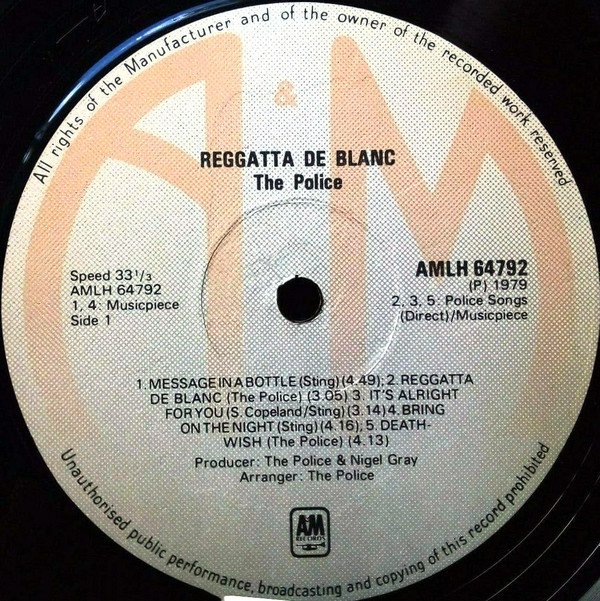 All rights of the Manufacturer and of the owner of the recorded work reserved
A&M
REGGATTA DE BLANC
The Police
Speed 33 1/3
AMLH 64792
1, 4: Musicpiece
Side 1
AMLH 64792
(P) 1979
2, 3, 5: Police Songs
(Direct)/Musicpiece
1. MESSAGE IN A BOTTLE (Sting) (4.49); 2. REGGATTA
DE BLANC (The Police) (3.05) 3. IT'S ALRIGHT
FOR YOU (S. Copeland/Sting) (3.14) 4. BRING
ON THE NIGHT (Sting) (4.16); 5. DEATH-
WISH (The Police) (4.13)
Producer: The Police & Nigel Gray
Arranger: The Police
A&M
RECORDS
Unauthorised public performance, broadcasting and copying of this record prohibited